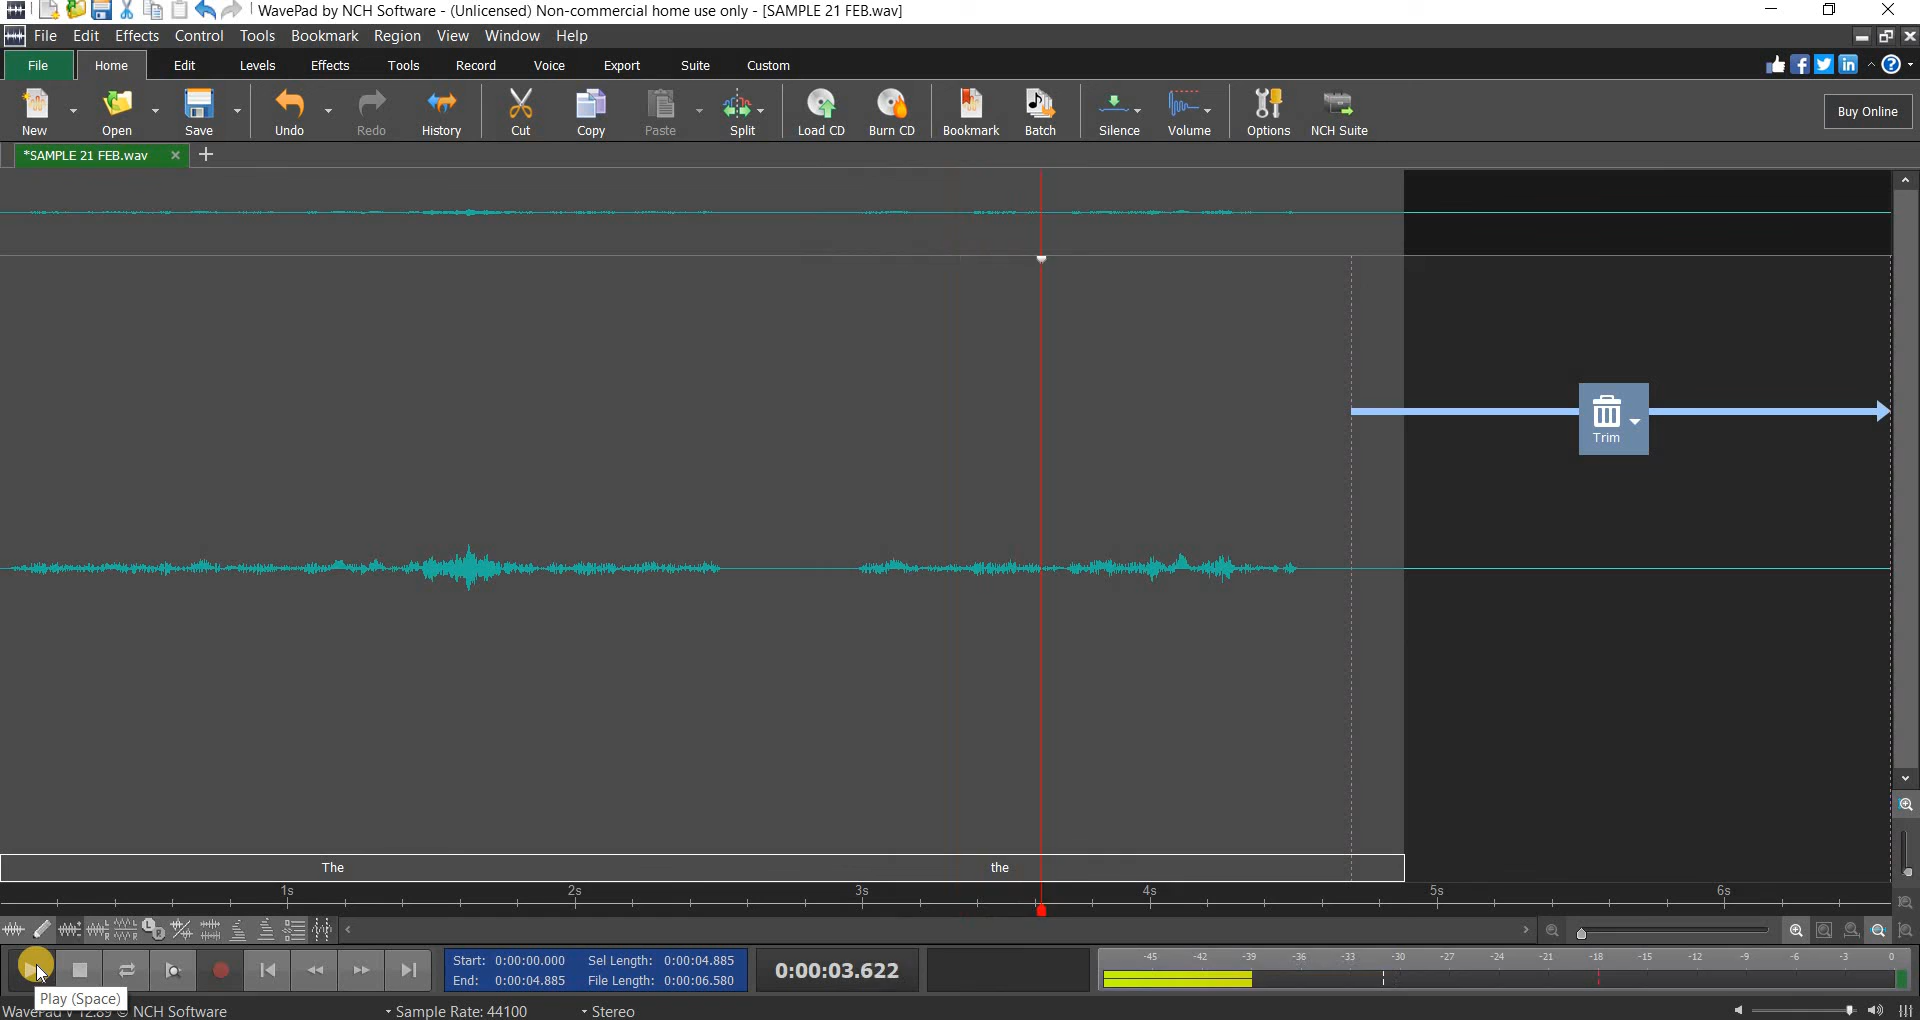 WavePad by NCH Software - (Unlicensed) Non-commercial home use only - [SAMPLE 21 FEB.wav]
File Edit Effects Control Tools Bookmark Region View Window Help
File Home Edit Levels Effects Tools Record Voice Export Suite Custom
New Open Save Undo Redo History Cut Copy Paste Split Load CD Burn CD Bookmark Batch Silence Volume Options NCH Suite Buy Online
*SAMPLE 21 FEB.wav
Trim
The the
1s 2s 3s 4s 5s 6s
Start: 0:00:00.000 Sel Length: 0:00:04.885
End: 0:00:04.885 File Length: 0:00:06.580
0:00:03.622
-45 -42 -39 -36 -33 -30 -27 -24 -21 -18 -15 -12 -9 -6 -3 0
Play (Space)
WavePad v 12.89 © NCH Software Sample Rate: 44100 Stereo